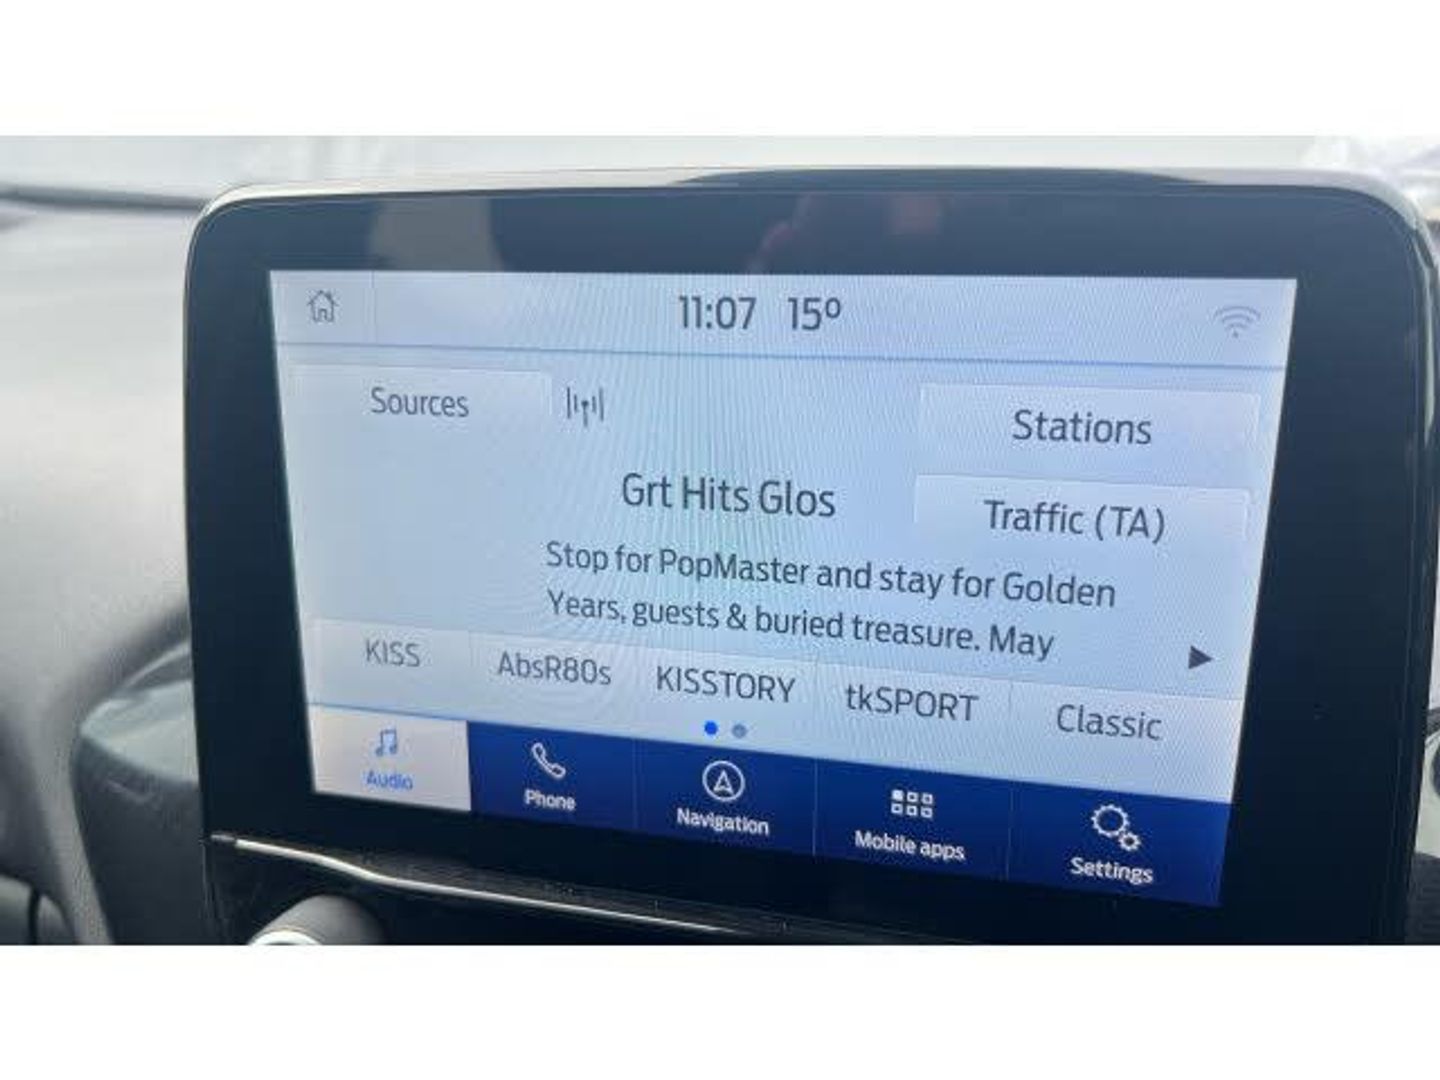 11:07 15º
Sources
Stations
Grt Hits Glos
Traffic (TA)
Stop for PopMaster and stay for Golden
Years, guests & buried treasure. May
KISS AbsR80s KISSTORY tkSPORT Classic
Audio Phone Navigation Mobile apps Settings